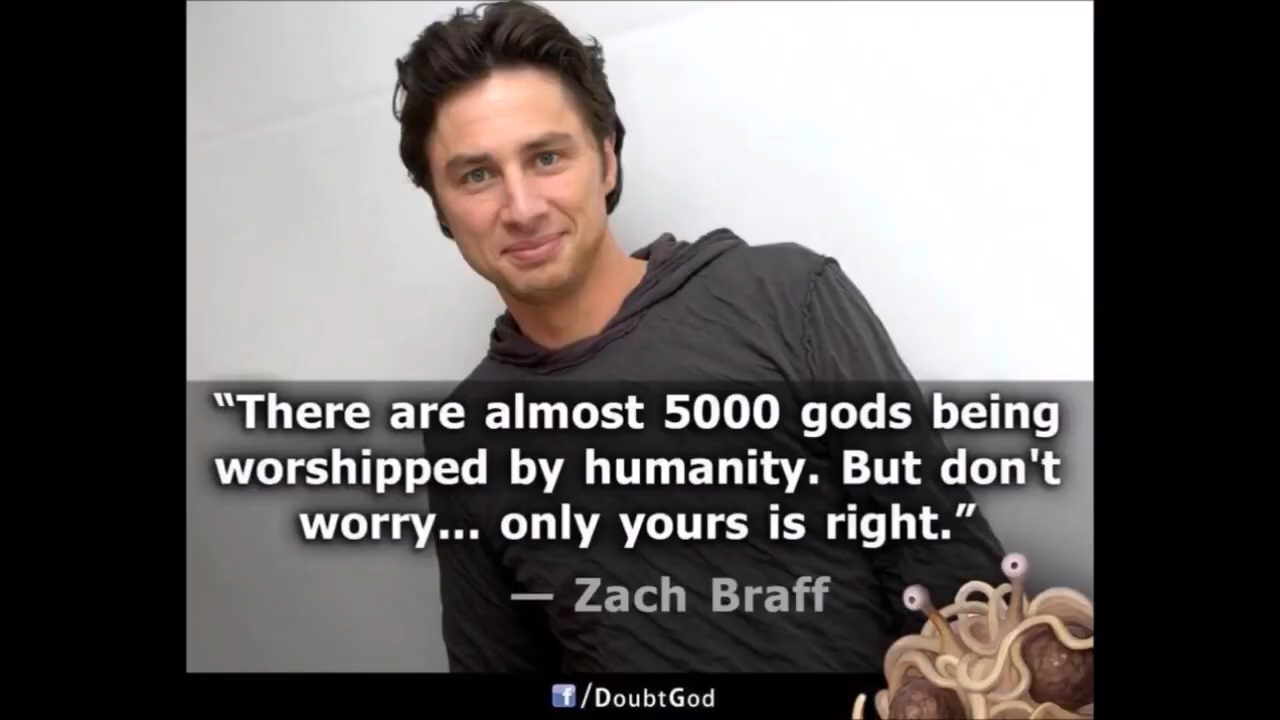 “There are almost 5000 gods being
worshipped by humanity. But don't
worry... only yours is right.”
— Zach Braff
f/DoubtGod